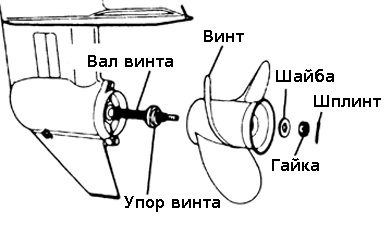 Винт
Вал винта
Шайба
Шплинт
Гайка
Упор винта